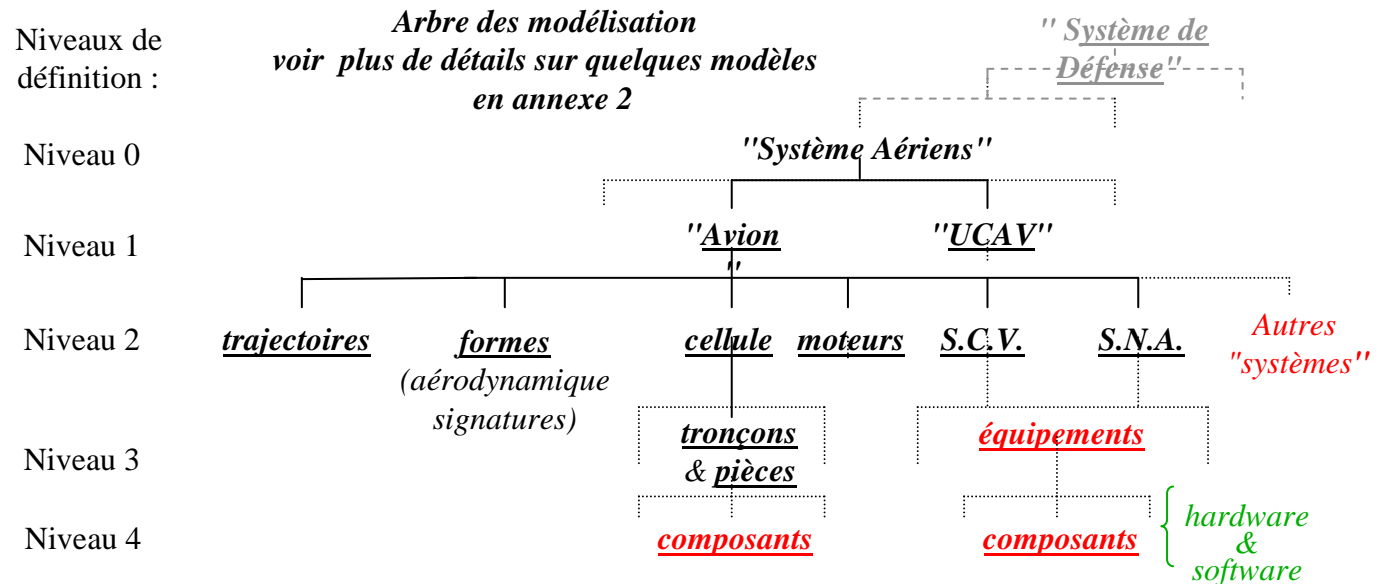 Niveaux de
définition :
Arbre des modélisation
voir plus de détails sur quelques modèles
en annexe 2
" Système de
Défense"
Niveau 0
"Système Aériens"
Niveau 1
"Avion
"
"UCAV"
Niveau 2
trajectoires
formes
(aérodynamique
signatures)
cellule
moteurs
S.C.V.
S.N.A.
Autres
"systèmes"
Niveau 3
tronçons
& pièces
équipements
Niveau 4
composants
composants
hardware
&
software